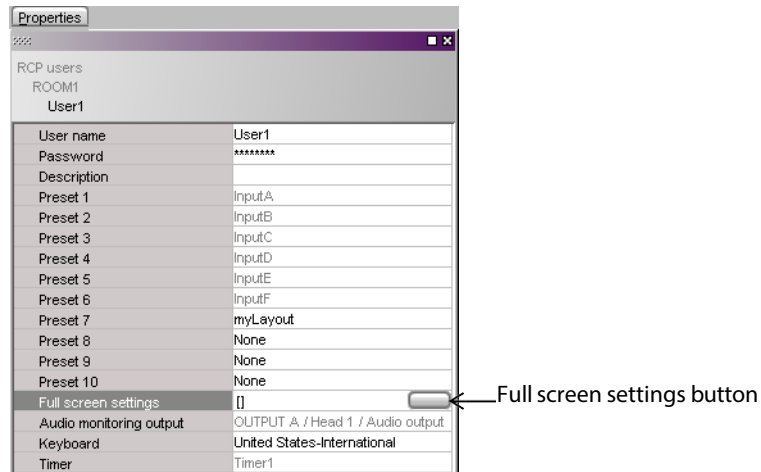 Properties
RCP users
ROOM1
User1
User name User1
Password ********
Description
Preset 1 InputA
Preset 2 InputB
Preset 3 InputC
Preset 4 InputD
Preset 5 InputE
Preset 6 InputF
Preset 7 myLayout
Preset 8 None
Preset 9 None
Preset 10 None
Full screen settings []
Full screen settings button
Audio monitoring output OUTPUT A / Head 1 / Audio output
Keyboard United States-International
Timer Timer1